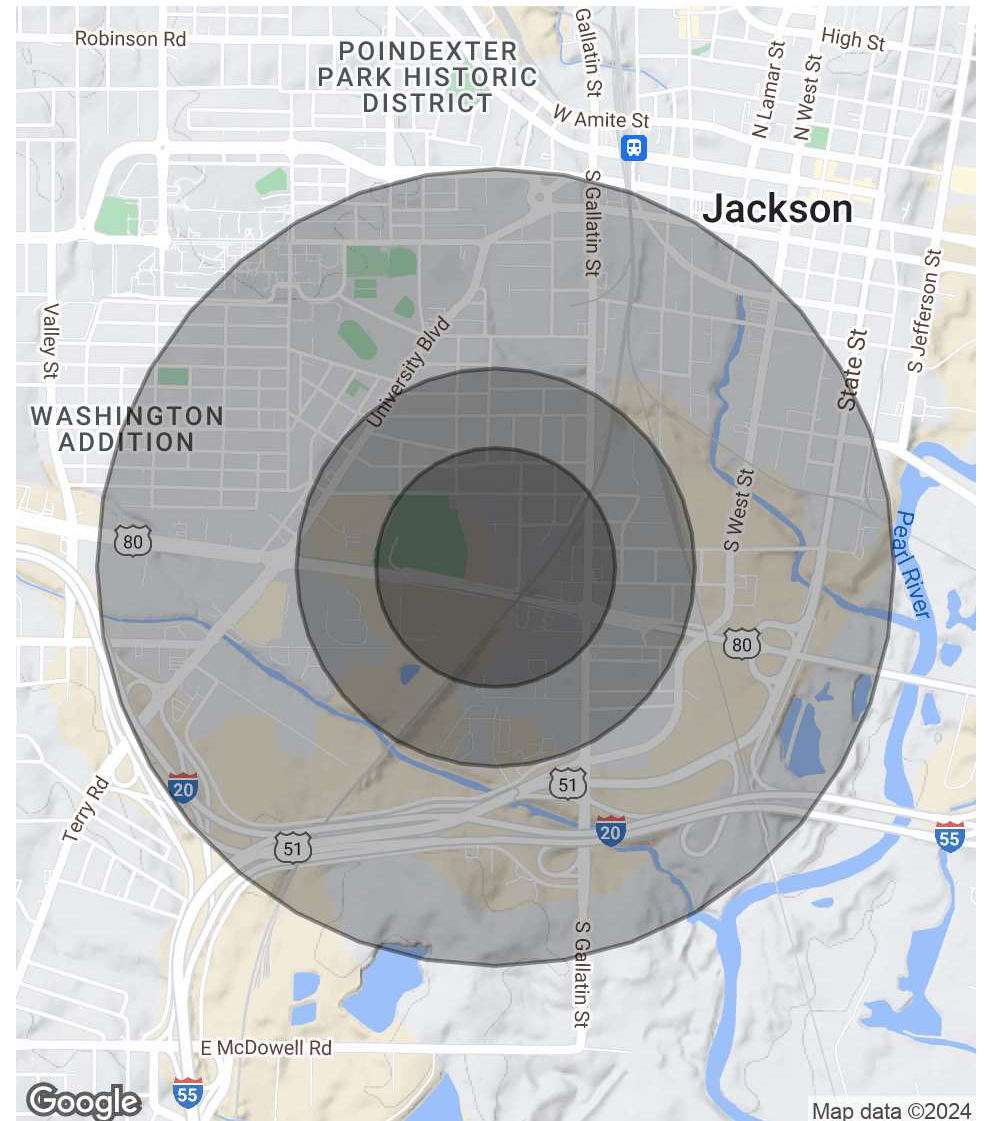 Robinson Rd
POINDEXTER
PARK HISTORIC
DISTRICT
Gallatin St
High St
N Lamar St
N West St
W Amite St
Jackson
S Gallatin St
Valley St
University Blvd
State St
S Jefferson St
WASHINGTON
ADDITION
80
S West St
Pearl River
80
20
51
Terry Rd
20
55
51
S Gallatin St
E McDowell Rd
55
Google
Map data ©2024